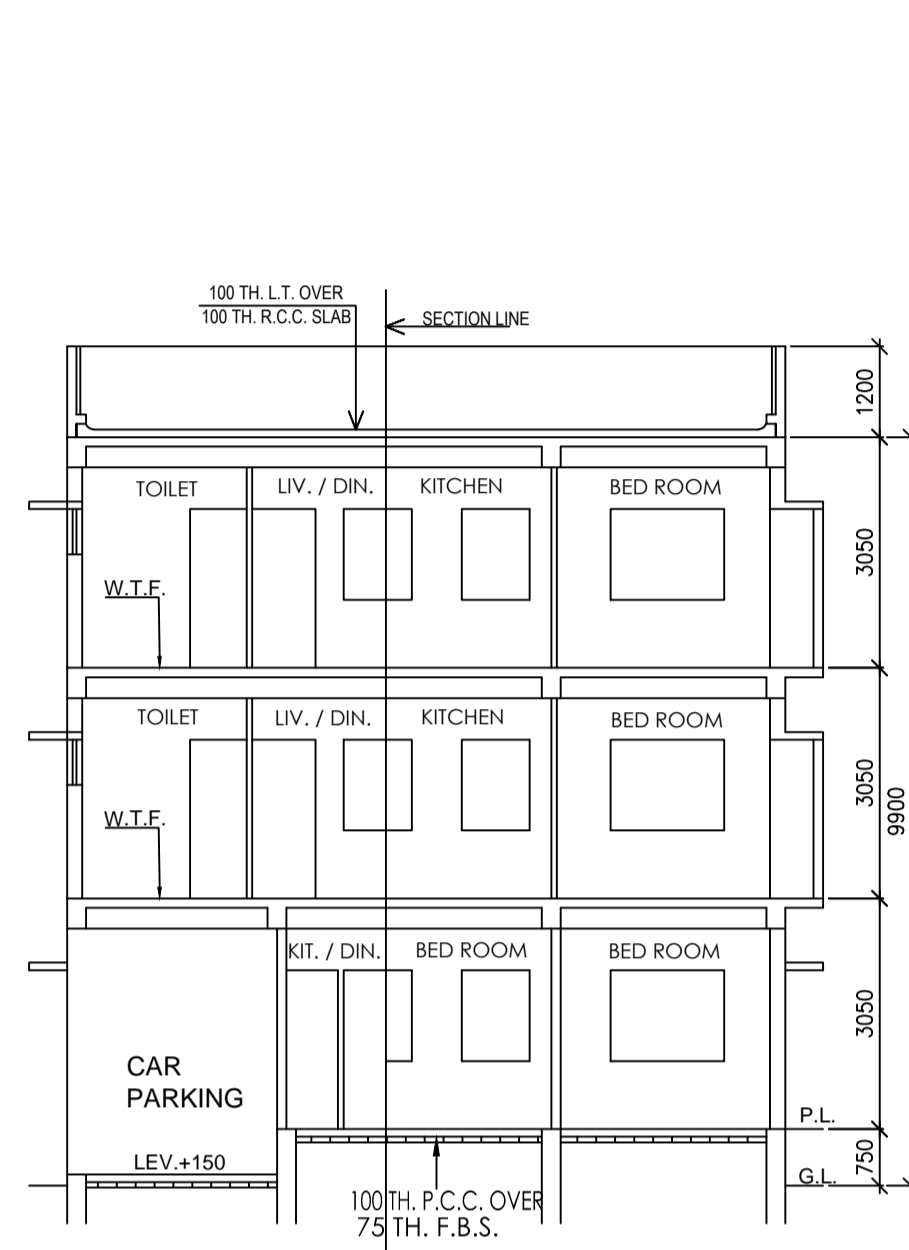 100 TH. L.T. OVER
100 TH. R.C.C. SLAB
SECTION LINE
1200
TOILET
LIV. / DIN.
KITCHEN
BED ROOM
3050
W.T.F.
TOILET
LIV. / DIN.
KITCHEN
BED ROOM
3050
9900
W.T.F.
KIT. / DIN.
BED ROOM
BED ROOM
3050
CAR
PARKING
P.L.
LEV.+150
750
G.L.
100 TH. P.C.C. OVER
75 TH. F.B.S.